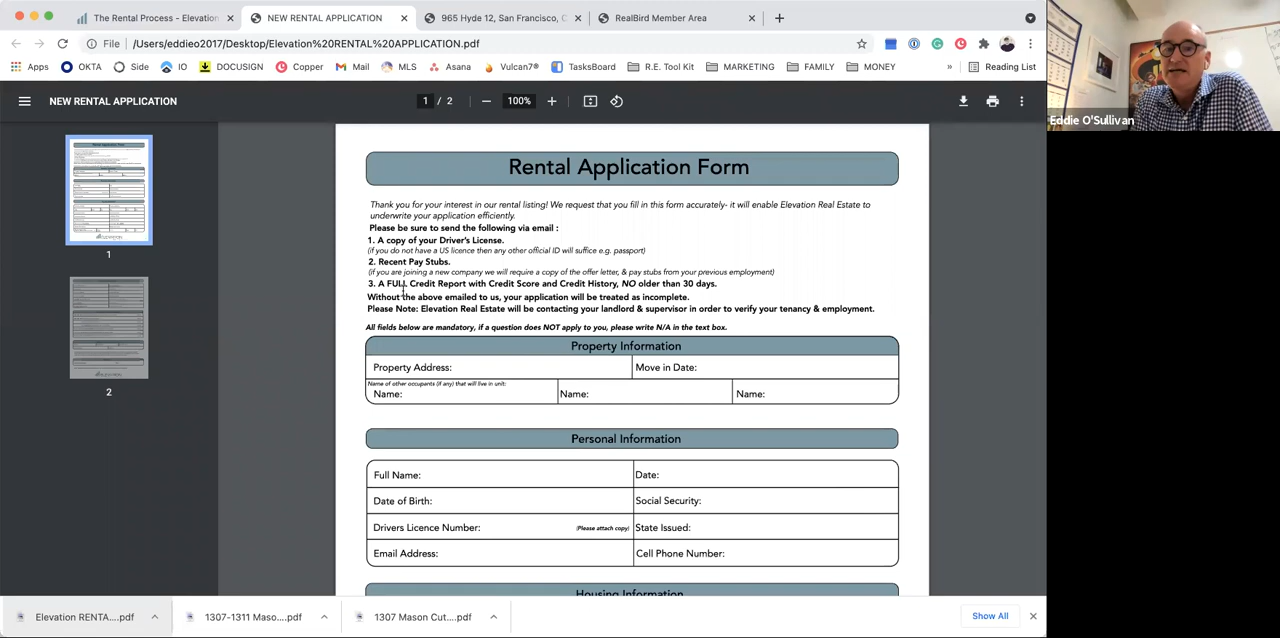 The Rental Process - Elevation
NEW RENTAL APPLICATION
965 Hyde 12, San Francisco, C
RealBird Member Area
File
/Users/eddieo2017/Desktop/Elevation%20RENTAL%20APPLICATION.pdf
Apps
OKTA
Side
IO
DOCUSIGN
Copper
Mail
MLS
Asana
Vulcan7®
TasksBoard
R.E. Tool Kit
MARKETING
FAMILY
MONEY
»
Reading List
NEW RENTAL APPLICATION
1 / 2
100%
Eddie O'Sullivan
1
2
Rental Application Form
Thank you for your interest in our rental listing! We request that you fill in this form accurately- it will enable Elevation Real Estate to
underwrite your application efficiently.
Please be sure to send the following via email :
1. A copy of your Driver's License.
(if you do not have a US licence then any other official ID will suffice e.g. passport)
2. Recent Pay Stubs.
(if you are joining a new company we will require a copy of the offer letter, & pay stubs from your previous employment)
3. A FULL Credit Report with Credit Score and Credit History, NO older than 30 days.
Without the above emailed to us, your application will be treated as incomplete.
Please Note: Elevation Real Estate will be contacting your landlord & supervisor in order to verify your tenancy & employment.
All fields below are mandatory, if a question does NOT apply to you, please write N/A in the text box.
Property Information
Property Address:
Move in Date:
Name of other occupants (if any) that will live in unit:
Name:
Name:
Name:
Personal Information
Full Name:
Date:
Date of Birth:
Social Security:
Drivers Licence Number:
(Please attach copy)
State Issued:
Email Address:
Cell Phone Number:
Housing Information
Elevation RENTA....pdf
1307-1311 Maso....pdf
1307 Mason Cut....pdf
Show All